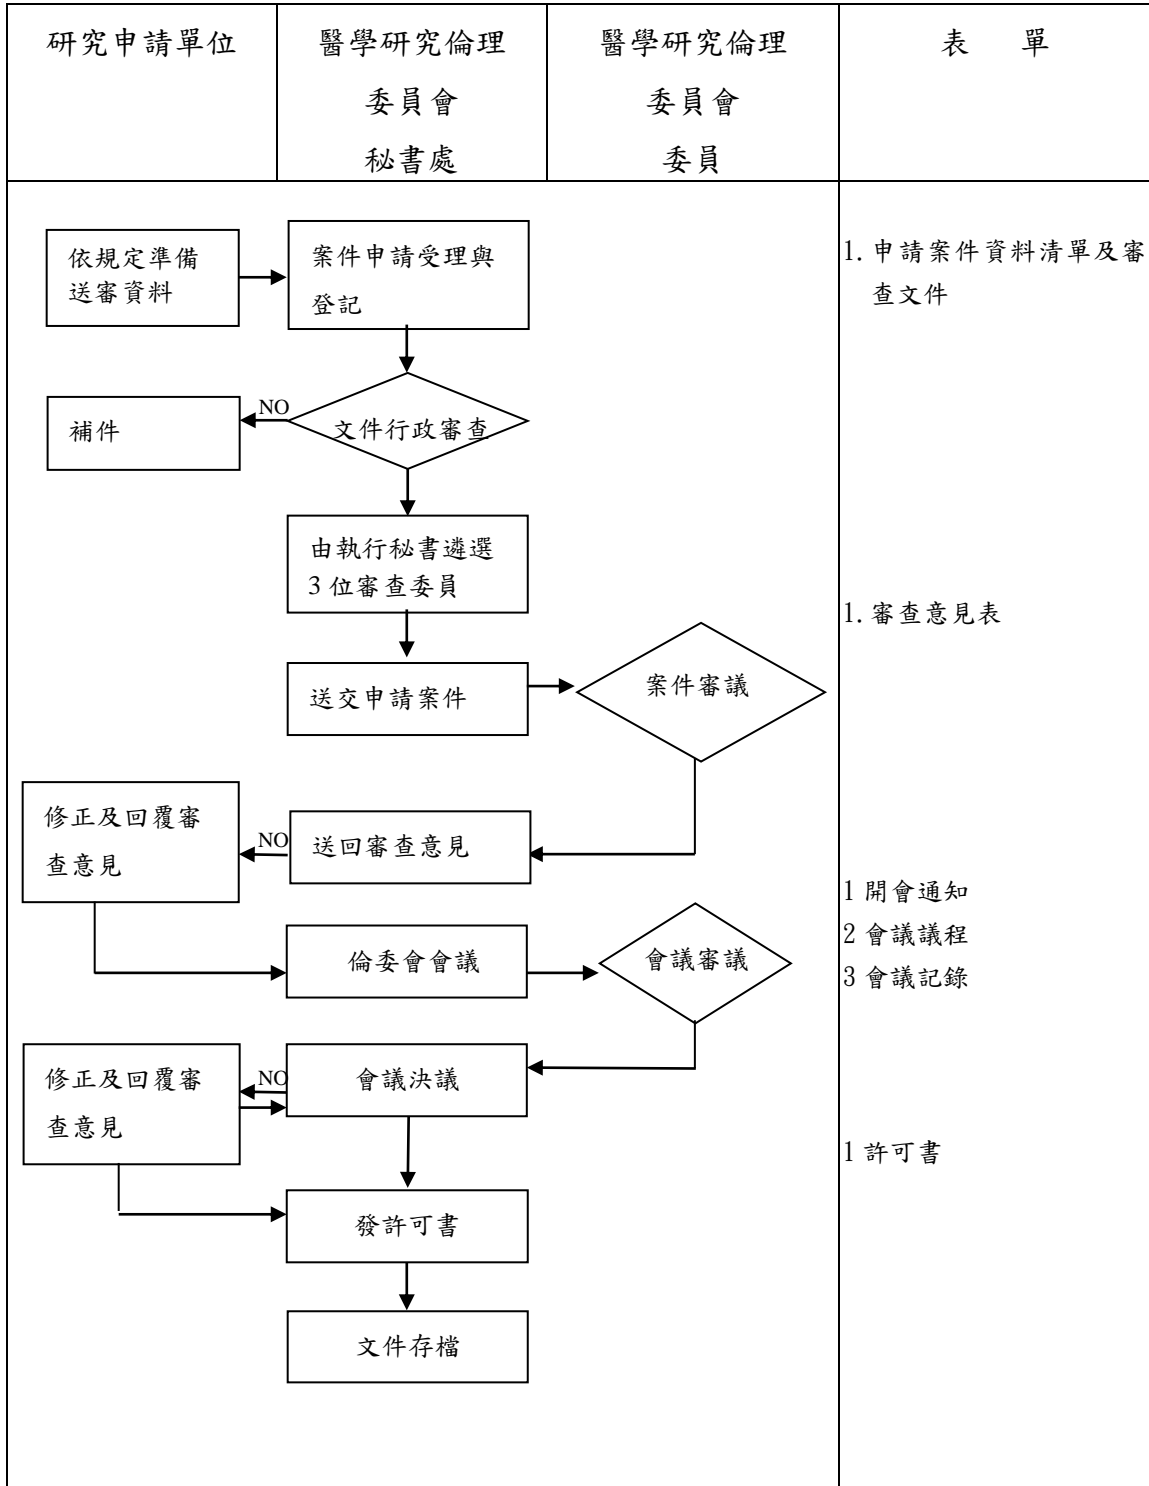 研究申請單位
醫學研究倫理
委員會
秘書處
醫學研究倫理
委員會
委員
表 單
依規定準備
送審資料
案件申請受理與
登記
1. 申請案件資料清單及審
查文件
補件
NO
文件行政審查
由執行秘書遴選
3 位審查委員
1. 審查意見表
送交申請案件
案件審議
修正及回覆審
查意見
NO
送回審查意見
1 開會通知
2 會議議程
3 會議記錄
倫委會會議
會議審議
修正及回覆審
查意見
NO
會議決議
1 許可書
發許可書
文件存檔